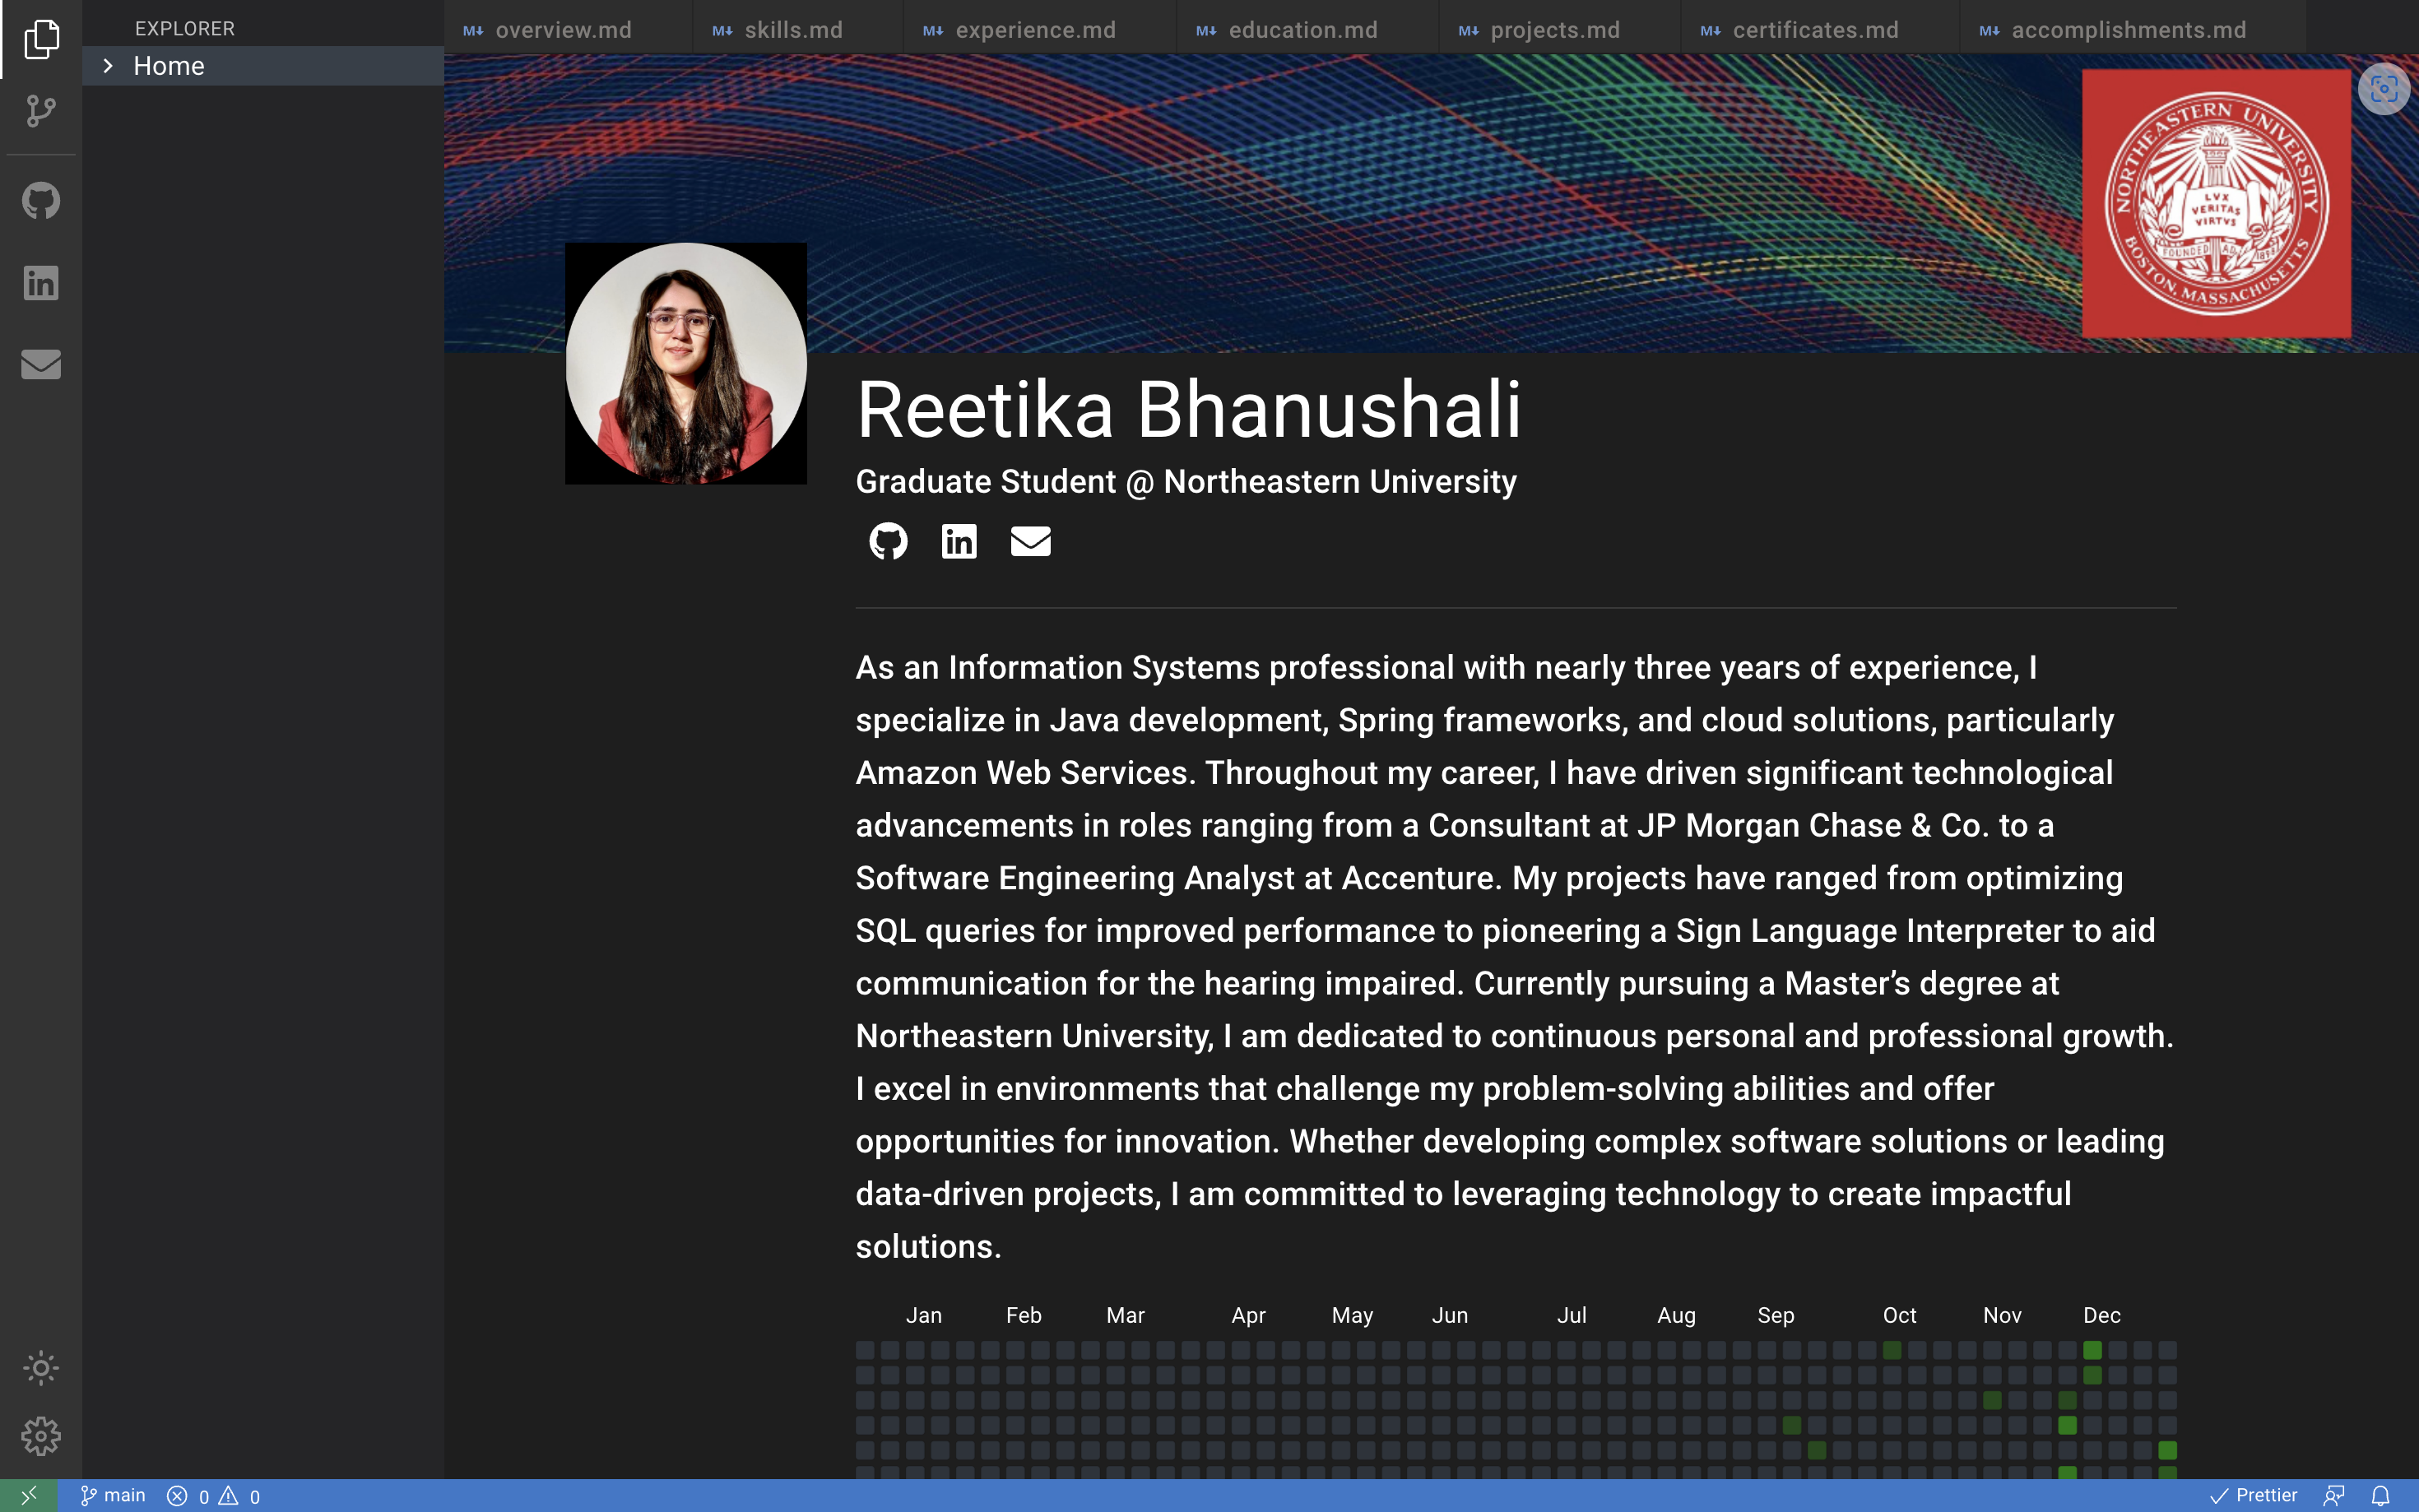 EXPLORER
Home
overview.md
skills.md
experience.md
education.md
projects.md
certificates.md
accomplishments.md
NORTHEASTERN UNIVERSITY
LVX
VERITAS
VIRTVS
FOUNDED AD 1898
BOSTON, MASSACHUSETTS
Reetika Bhanushali
Graduate Student @ Northeastern University
As an Information Systems professional with nearly three years of experience, I
specialize in Java development, Spring frameworks, and cloud solutions, particularly
Amazon Web Services. Throughout my career, I have driven significant technological
advancements in roles ranging from a Consultant at JP Morgan Chase & Co. to a
Software Engineering Analyst at Accenture. My projects have ranged from optimizing
SQL queries for improved performance to pioneering a Sign Language Interpreter to aid
communication for the hearing impaired. Currently pursuing a Master’s degree at
Northeastern University, I am dedicated to continuous personal and professional growth.
I excel in environments that challenge my problem-solving abilities and offer
opportunities for innovation. Whether developing complex software solutions or leading
data-driven projects, I am committed to leveraging technology to create impactful
solutions.
Jan Feb Mar Apr May Jun Jul Aug Sep Oct Nov Dec
main 0 0 Prettier